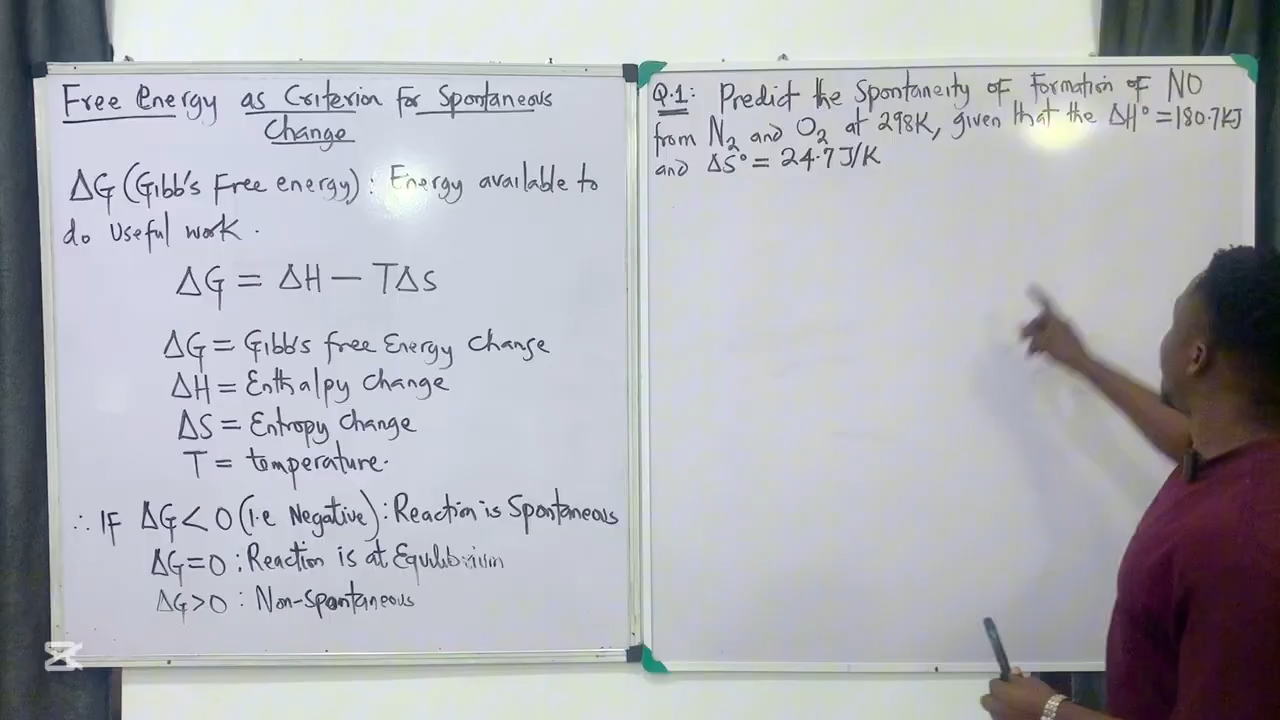 Free Energy as Criterion for Spontaneous
Change
ΔG (Gibb's Free energy) : Energy available to
do Useful work.
ΔG = ΔH – TΔS
ΔG = Gibb's free Energy Change
ΔH = Enthalpy Change
ΔS = Entropy Change
T = temperature.
∴ IF ΔG < 0 (i.e Negative) : Reaction is Spontaneous
ΔG = 0 : Reaction is at Equilibrium
ΔG > 0 : Non-Spontaneous
Q.1: Predict the Spontaneity of Formation of NO
from N₂ and O₂ at 298K, given that the ΔH° = 180.7KJ
and ΔS° = 24.7 J/K